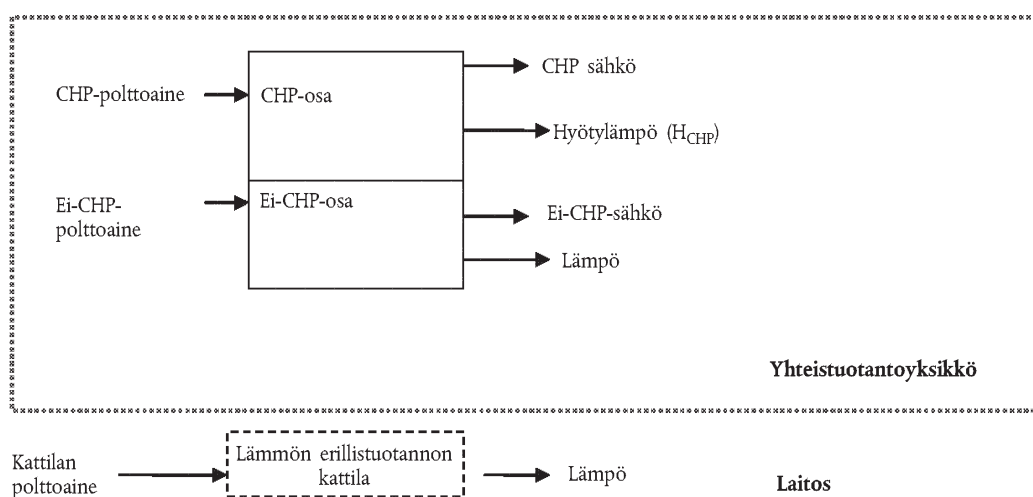 CHP sähkö
CHP-polttoaine
CHP-osa
Hyötylämpö (HCHP)
Ei-CHP-
polttoaine
Ei-CHP-osa
Ei-CHP-sähkö
Lämpö
Yhteistuotantoyksikkö
Kattilan
polttoaine
Lämmön erillistuotannon
kattila
Lämpö
Laitos